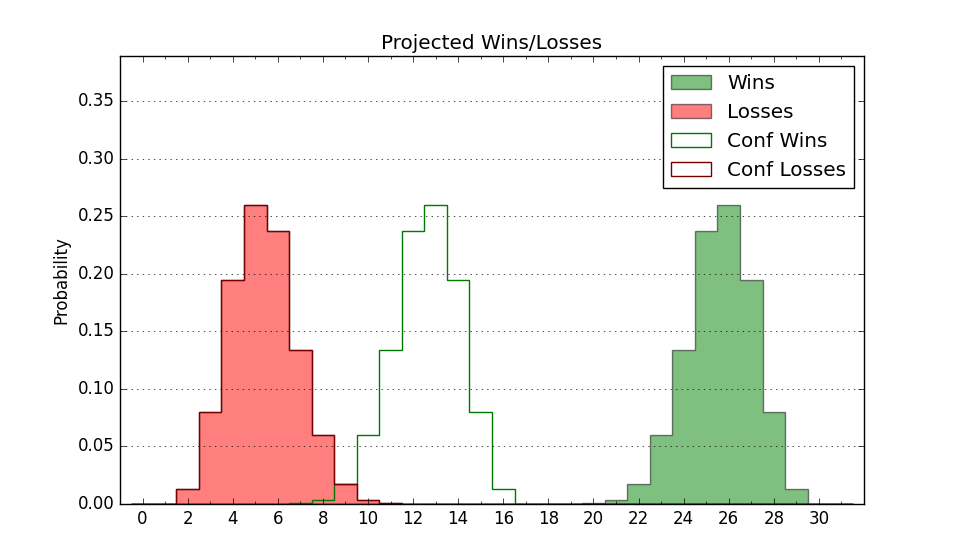 Projected Wins/Losses
Wins
Losses
Conf Wins
Conf Losses
Probability
0.35
0.30
0.25
0.20
0.15
0.10
0.05
0.00
0 2 4 6 8 10 12 14 16 18 20 22 24 26 28 30